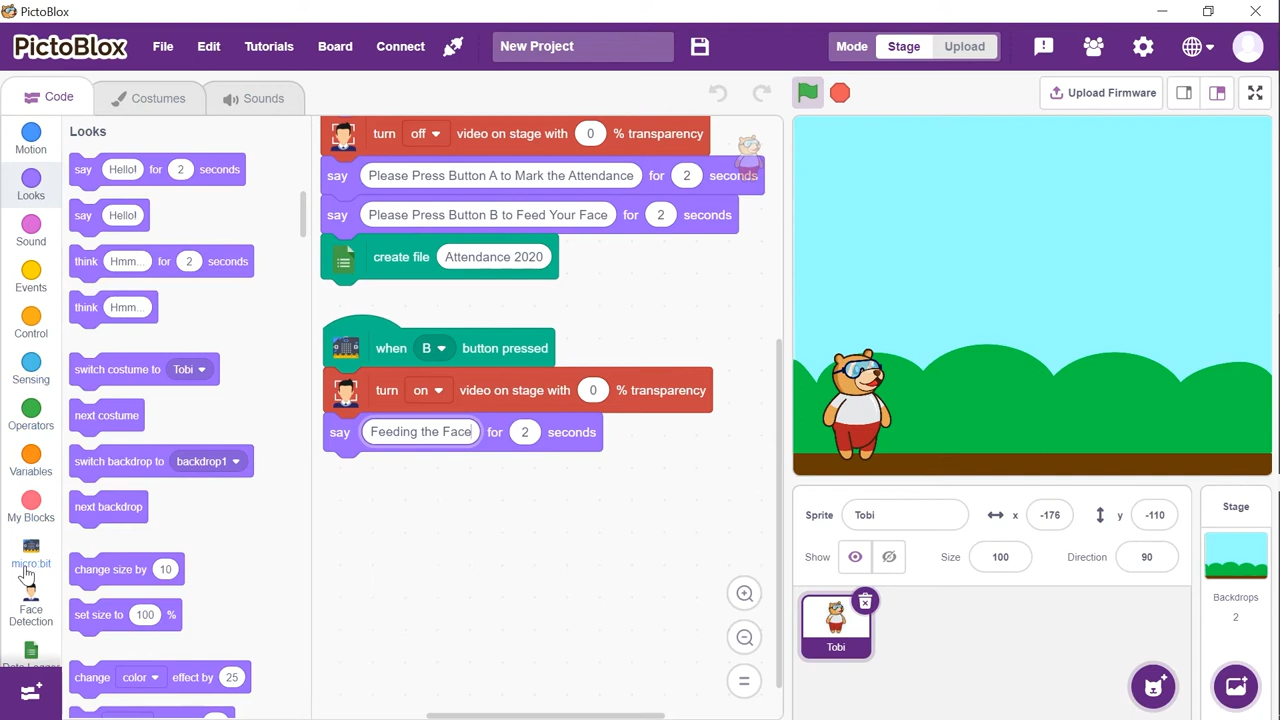 PictoBlox
PictoBlox File Edit Tutorials Board Connect New Project Mode Stage Upload
Code Costumes Sounds Upload Firmware
Motion
Looks
Sound
Events
Control
Sensing
Operators
Variables
My Blocks
micro:bit
Face
Detection
Data Logger
Looks
say Hello! for 2 seconds
say Hello!
think Hmm... for 2 seconds
think Hmm...
switch costume to Tobi
next costume
switch backdrop to backdrop1
next backdrop
change size by 10
set size to 100 %
change color effect by 25
turn off video on stage with 0 % transparency
say Please Press Button A to Mark the Attendance for 2 seconds
say Please Press Button B to Feed Your Face for 2 seconds
create file Attendance 2020
when B button pressed
turn on video on stage with 0 % transparency
say Feeding the Face for 2 seconds
Sprite Tobi x -176 y -110
Show Size 100 Direction 90
Tobi
Stage
Backdrops
2